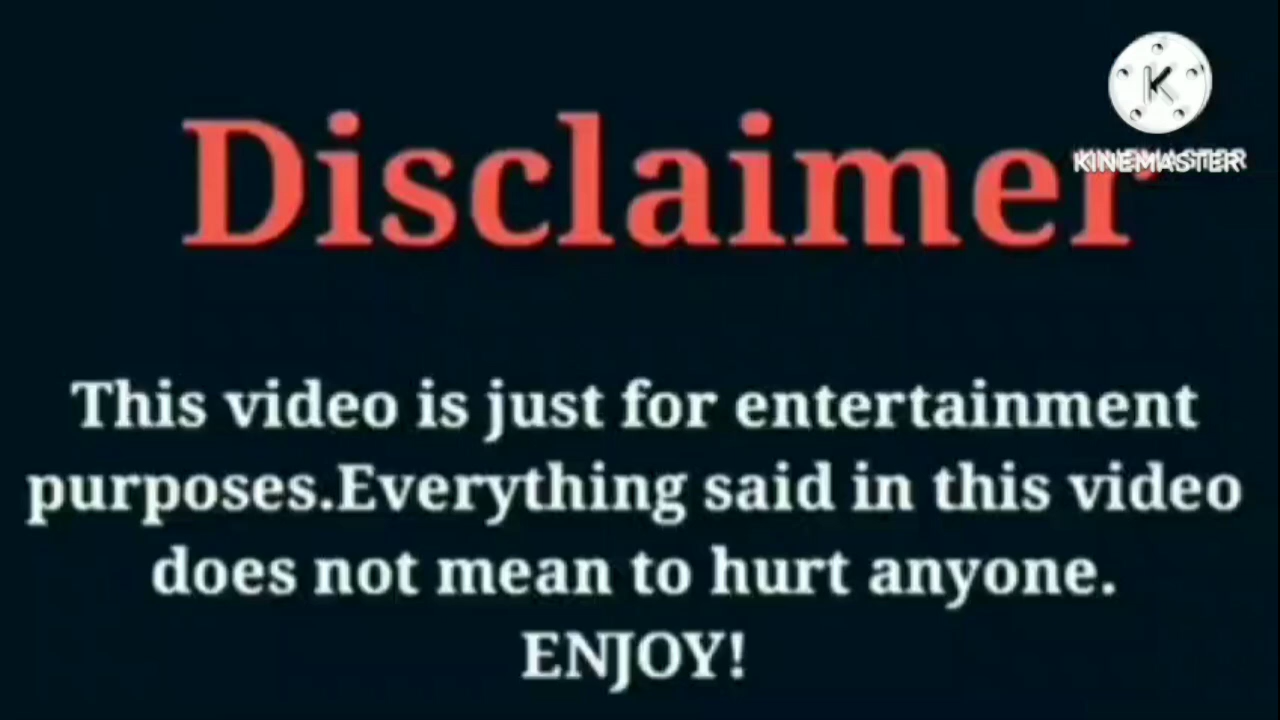 K
KINEMASTER
Disclaimer
This video is just for entertainment
purposes.Everything said in this video
does not mean to hurt anyone.
ENJOY!